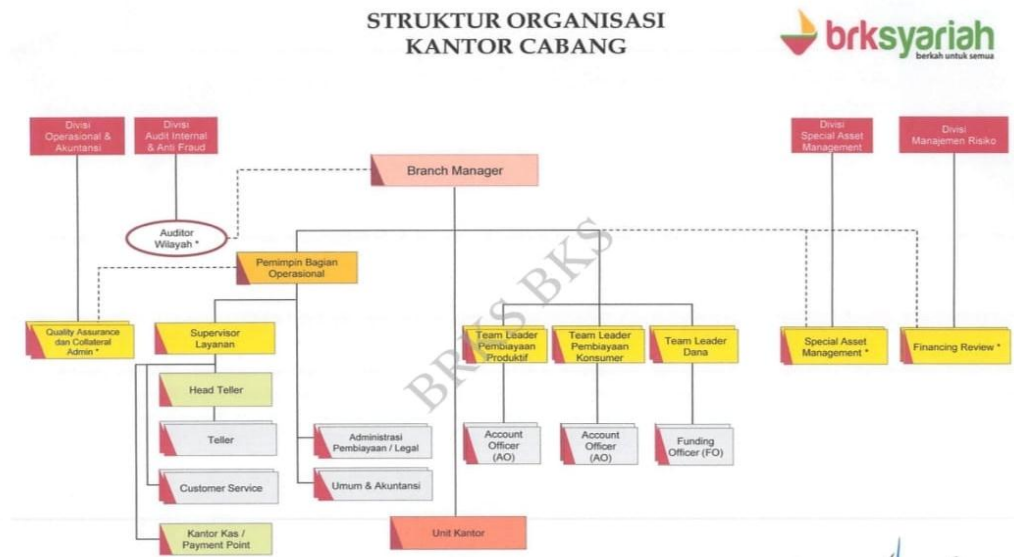 STRUKTUR ORGANISASI
KANTOR CABANG
brksyariah
berkah untuk semua
Divisi
Operasional &
Akuntansi
Divisi
Audit Internal
& Anti Fraud
Divisi
Special Asset
Management
Divisi
Manajemen Risiko
Branch Manager
Auditor
Wilayah *
Pemimpin Bagian
Operasional
Quality Assurance
dan Collateral
Admin *
Supervisor
Layanan
Team Leader
Pembiayaan
Produktif
Team Leader
Pembiayaan
Konsumer
Team Leader
Dana
Special Asset
Management *
Financing Review *
Head Teller
Teller
Administrasi
Pembiayaan / Legal
Account
Officer
(AO)
Account
Officer
(AO)
Funding
Officer (FO)
Customer Service
Umum & Akuntansi
Kantor Kas /
Payment Point
Unit Kantor
BRKS BKS